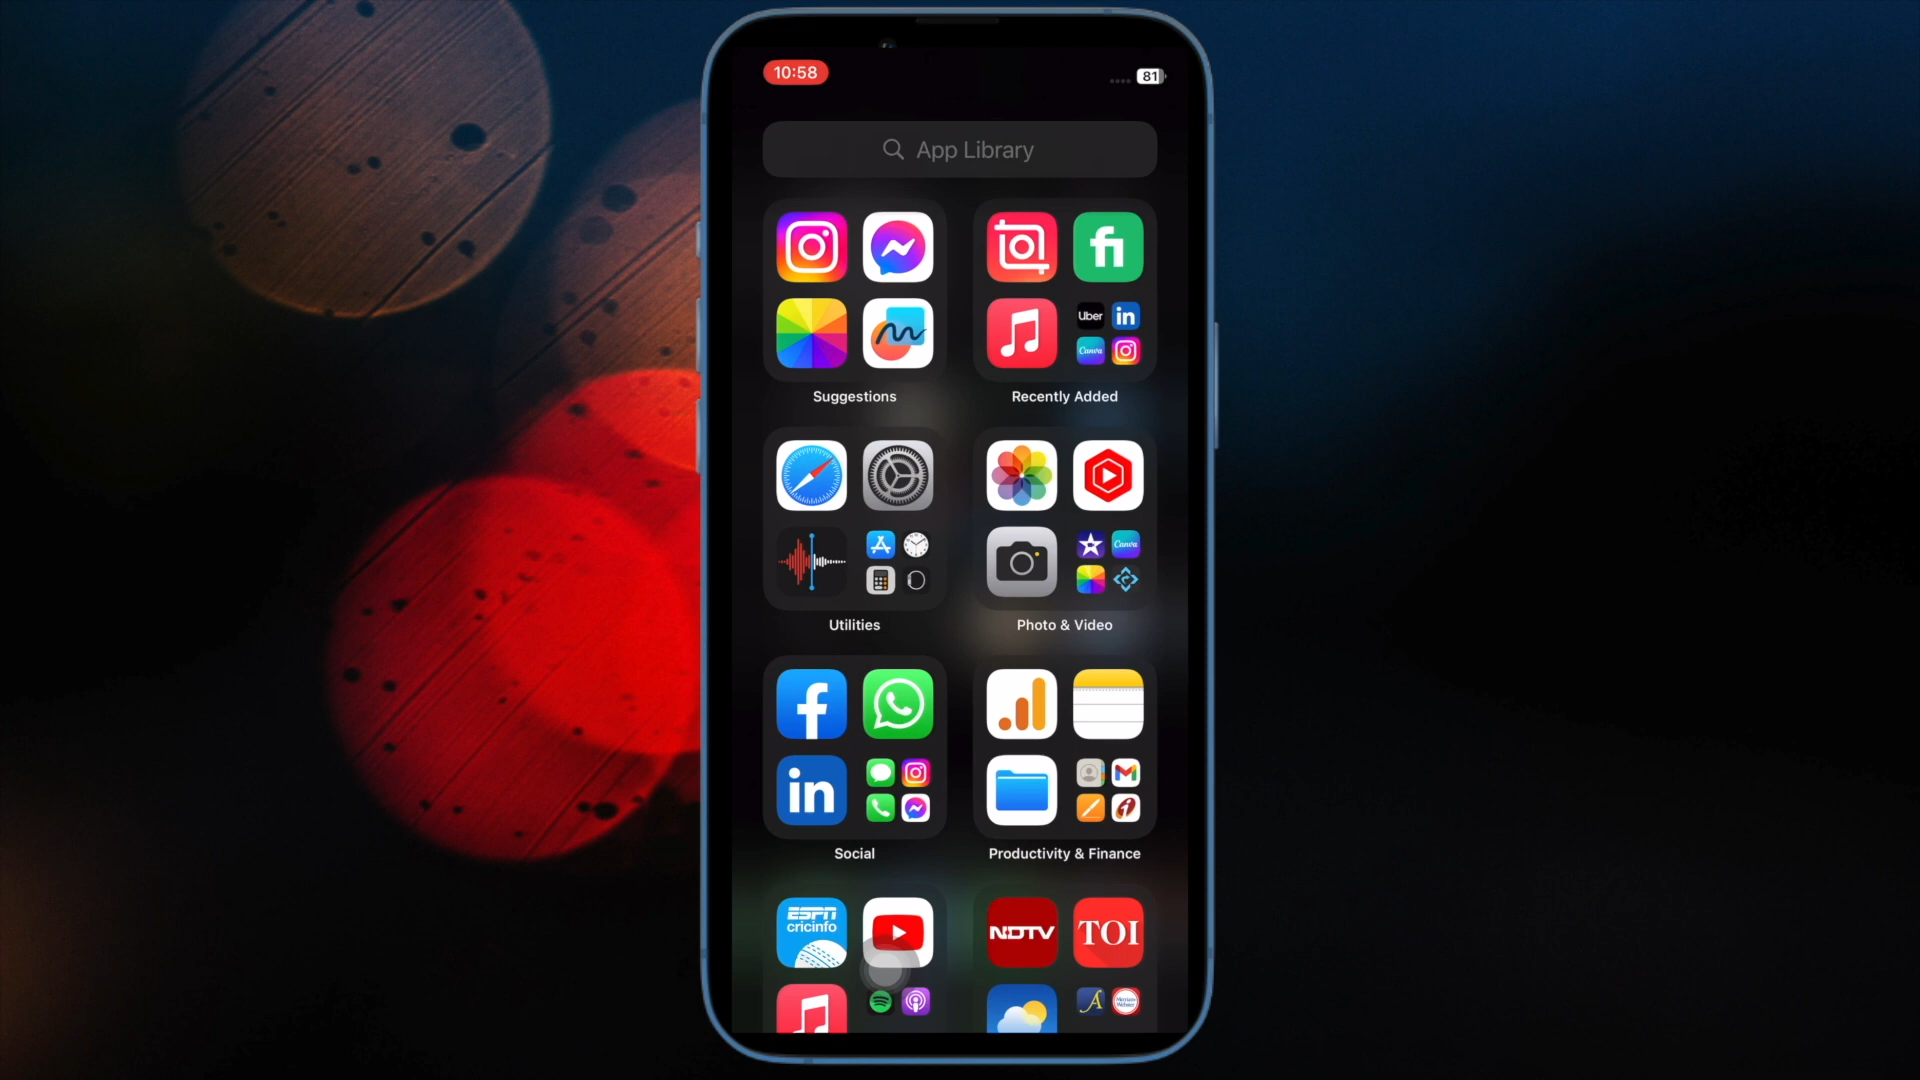 10:58
81
App Library
Uber
in
Canva
Suggestions
Recently Added
Canva
Utilities
Photo & Video
in
Social
Productivity & Finance
ESPN
cricinfo
NDTV
TOI